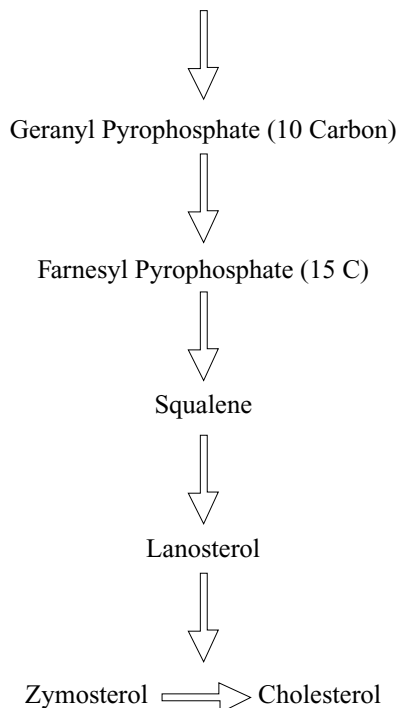 Geranyl Pyrophosphate (10 Carbon)
Farnesyl Pyrophosphate (15 C)
Squalene
Lanosterol
Zymosterol Cholesterol